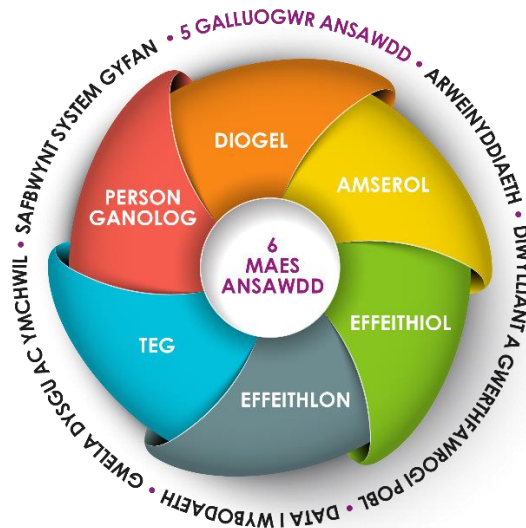 • 5 GALLUOGWR ANSAWDD • ARWEINYDDIAETH • DIWYLLIANT A GWERTHFAWROGI POBL • DATA I WYBODAETH • GWELLA DYSGU AC YMCHWIL • SAFBWYNT SYSTEM GYFAN
DIOGEL
AMSEROL
EFFEITHIOL
EFFEITHLON
TEG
PERSON
GANOLOG
6
MAES
ANSAWDD